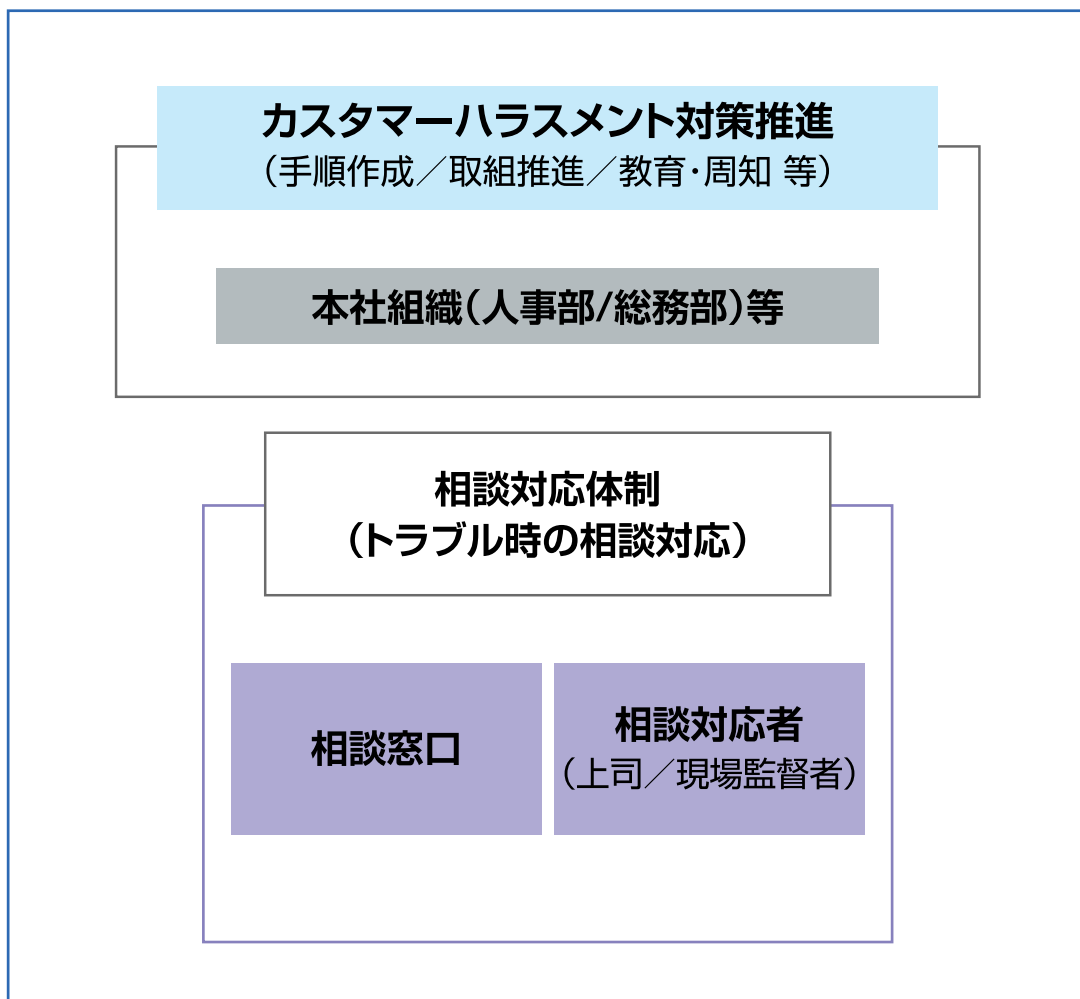 カスタマーハラスメント対策推進
（手順作成／取組推進／教育・周知 等）
本社組織（人事部/総務部）等
相談対応体制
（トラブル時の相談対応）
相談窓口
相談対応者
（上司／現場監督者）